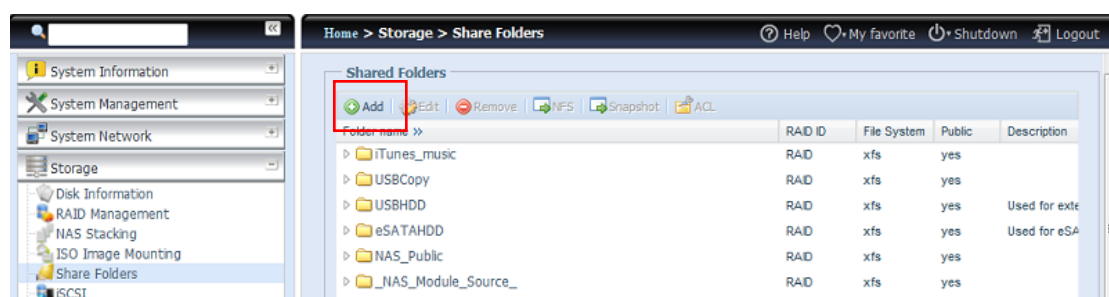 Home > Storage > Share Folders Help My favorite Shutdown Logout
System Information
System Management
System Network
Storage
Disk Information
RAID Management
NAS Stacking
ISO Image Mounting
Share Folders
iSCSI
Shared Folders
Add Edit Remove NFS Snapshot ACL
Folder name » RAID ID File System Public Description
iTunes_music RAID xfs yes
USBCopy RAID xfs yes
USBHDD RAID xfs yes Used for exte
eSATAHDD RAID xfs yes Used for eSA
NAS_Public RAID xfs yes
_NAS_Module_Source_ RAID xfs yes